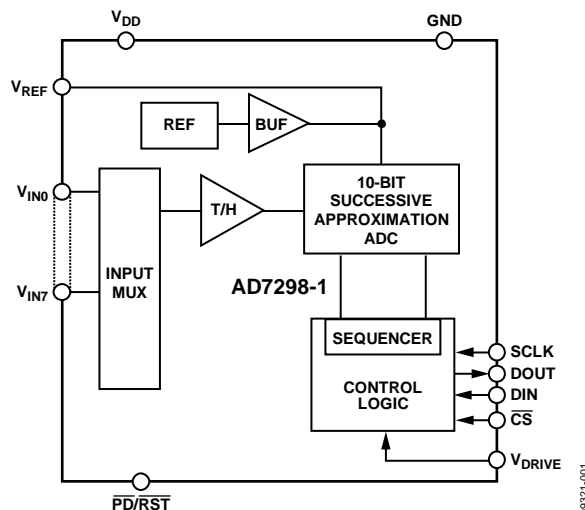 VDD
GND
VREF
REF
BUF
VIN0
T/H
10-BIT
SUCCESSIVE
APPROXIMATION
ADC
INPUT
MUX
VIN7
AD7298-1
SEQUENCER
CONTROL
LOGIC
SCLK
DOUT
DIN
CS
VDRIVE
PD/RST